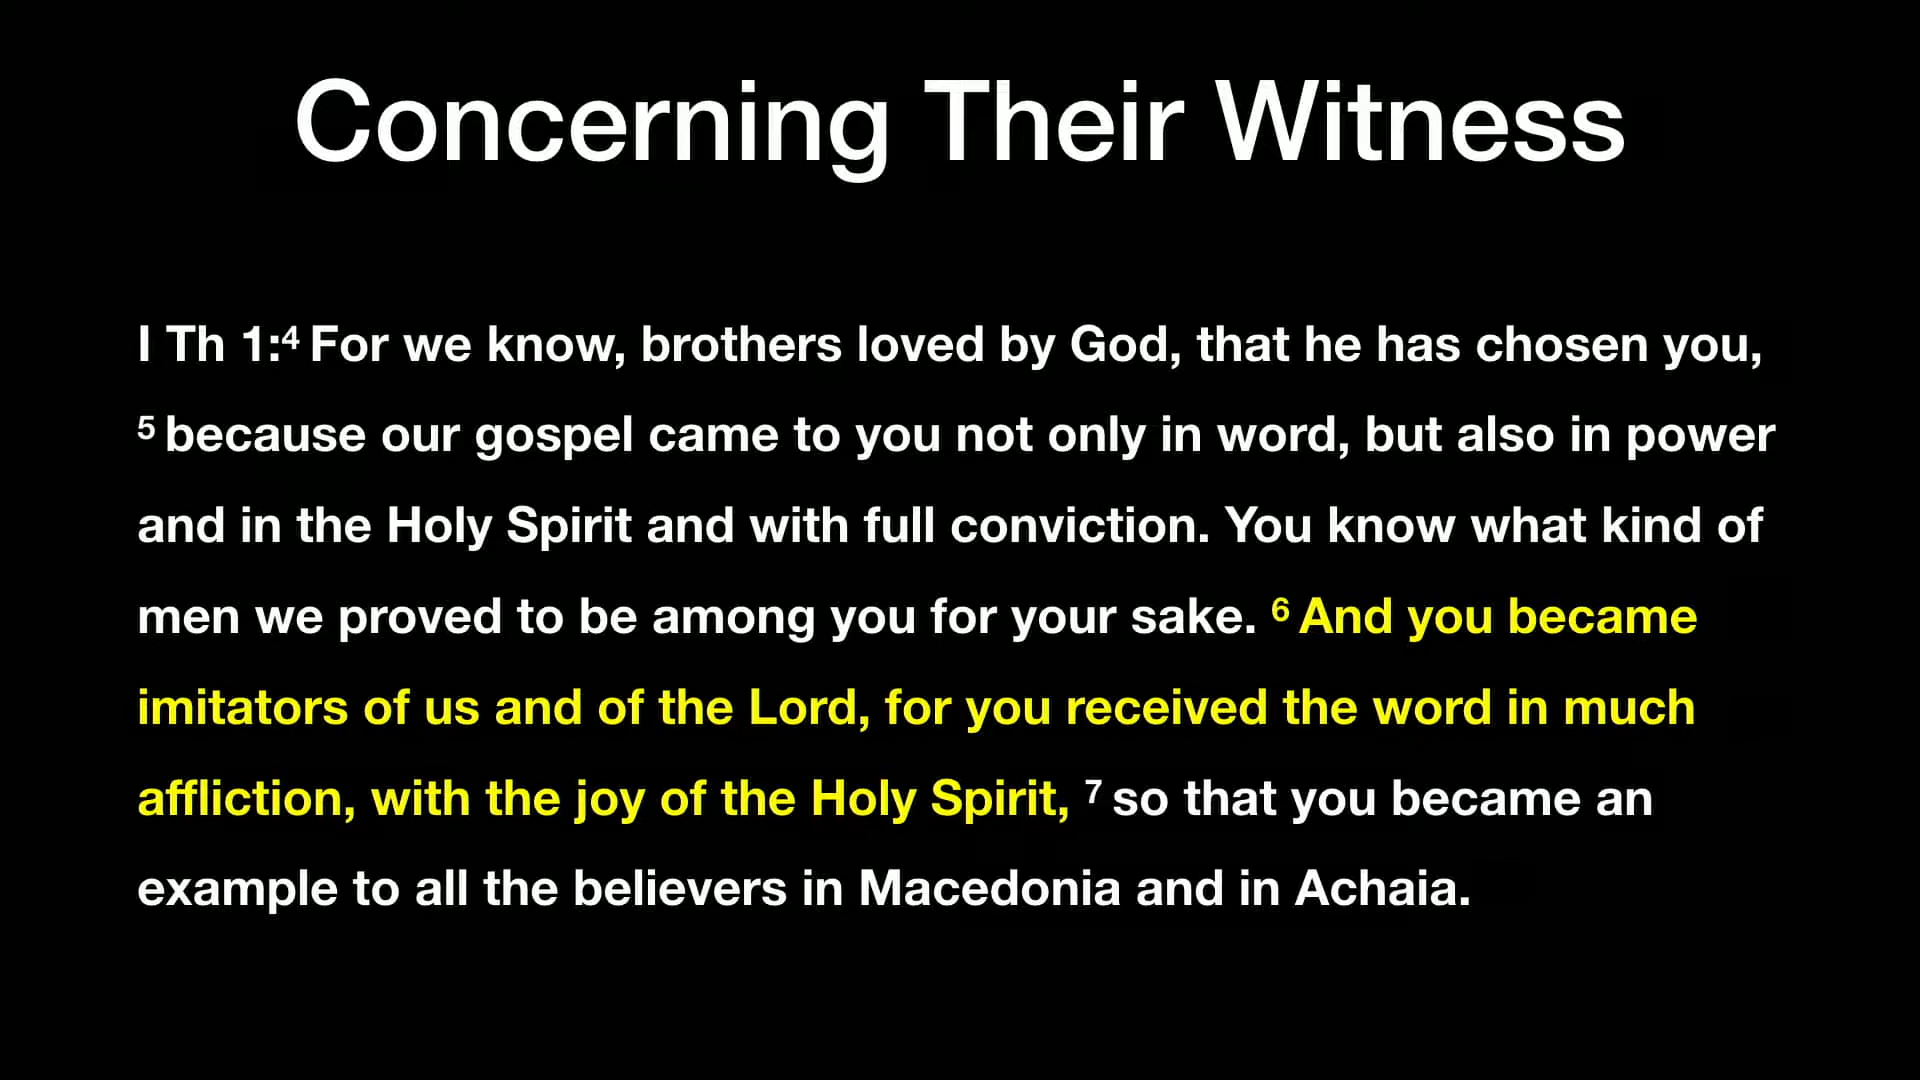 Concerning Their Witness
I Th 1:⁴ For we know, brothers loved by God, that he has chosen you,
⁵ because our gospel came to you not only in word, but also in power
and in the Holy Spirit and with full conviction. You know what kind of
men we proved to be among you for your sake. ⁶ And you became
imitators of us and of the Lord, for you received the word in much
affliction, with the joy of the Holy Spirit, ⁷ so that you became an
example to all the believers in Macedonia and in Achaia.